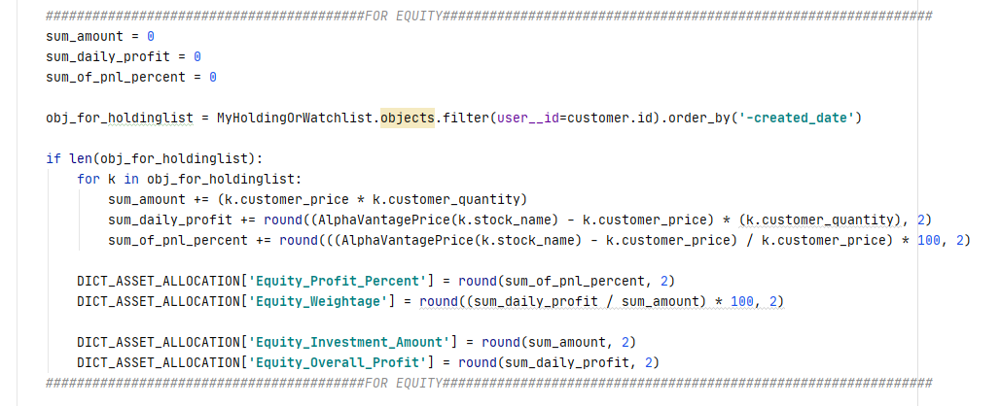 #########################################FOR EQUITY###############################################################
sum_amount = 0
sum_daily_profit = 0
sum_of_pnl_percent = 0
obj_for_holdinglist = MyHoldingOrWatchlist.objects.filter(user__id=customer.id).order_by('-created_date')
if len(obj_for_holdinglist):
for k in obj_for_holdinglist:
sum_amount += (k.customer_price * k.customer_quantity)
sum_daily_profit += round((AlphaVantagePrice(k.stock_name) - k.customer_price) * (k.customer_quantity), 2)
sum_of_pnl_percent += round(((AlphaVantagePrice(k.stock_name) - k.customer_price) / k.customer_price) * 100, 2)
DICT_ASSET_ALLOCATION['Equity_Profit_Percent'] = round(sum_of_pnl_percent, 2)
DICT_ASSET_ALLOCATION['Equity_Weightage'] = round((sum_daily_profit / sum_amount) * 100, 2)
DICT_ASSET_ALLOCATION['Equity_Investment_Amount'] = round(sum_amount, 2)
DICT_ASSET_ALLOCATION['Equity_Overall_Profit'] = round(sum_daily_profit, 2)
#########################################FOR EQUITY###############################################################